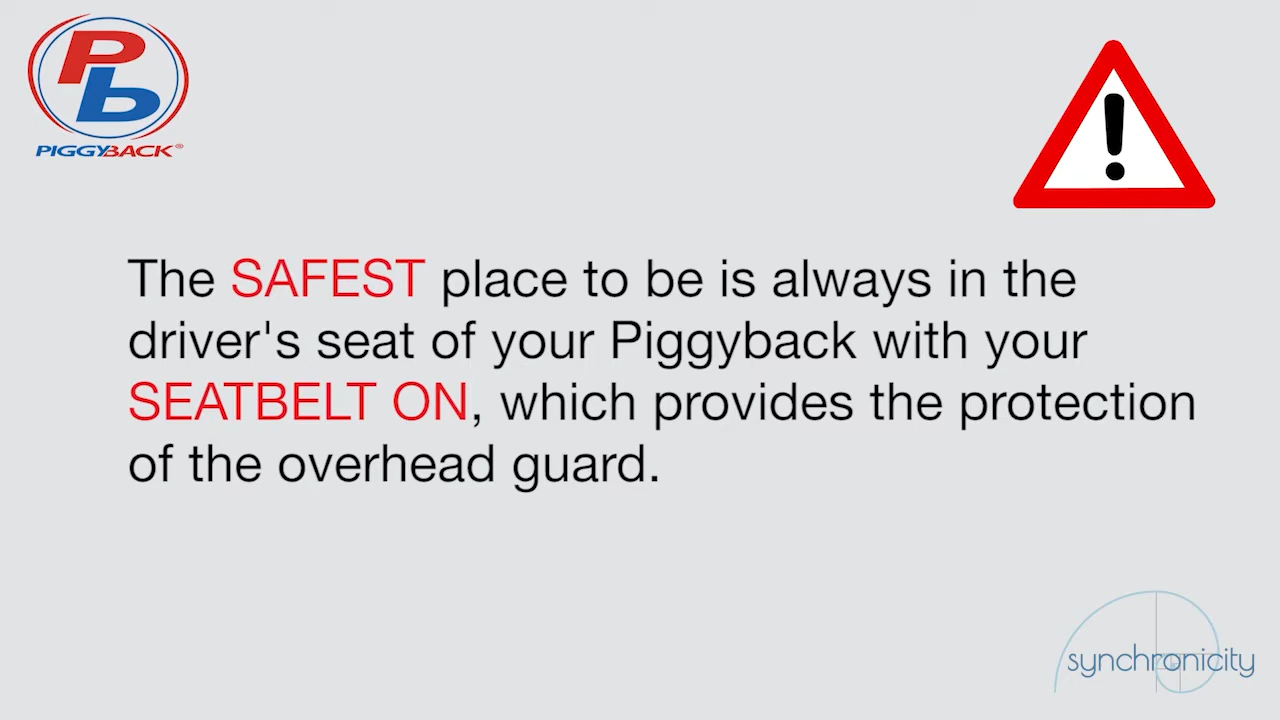 Pb
PIGGYBACK®
The SAFEST place to be is always in the
driver's seat of your Piggyback with your
SEATBELT ON, which provides the protection
of the overhead guard.
synchronicity